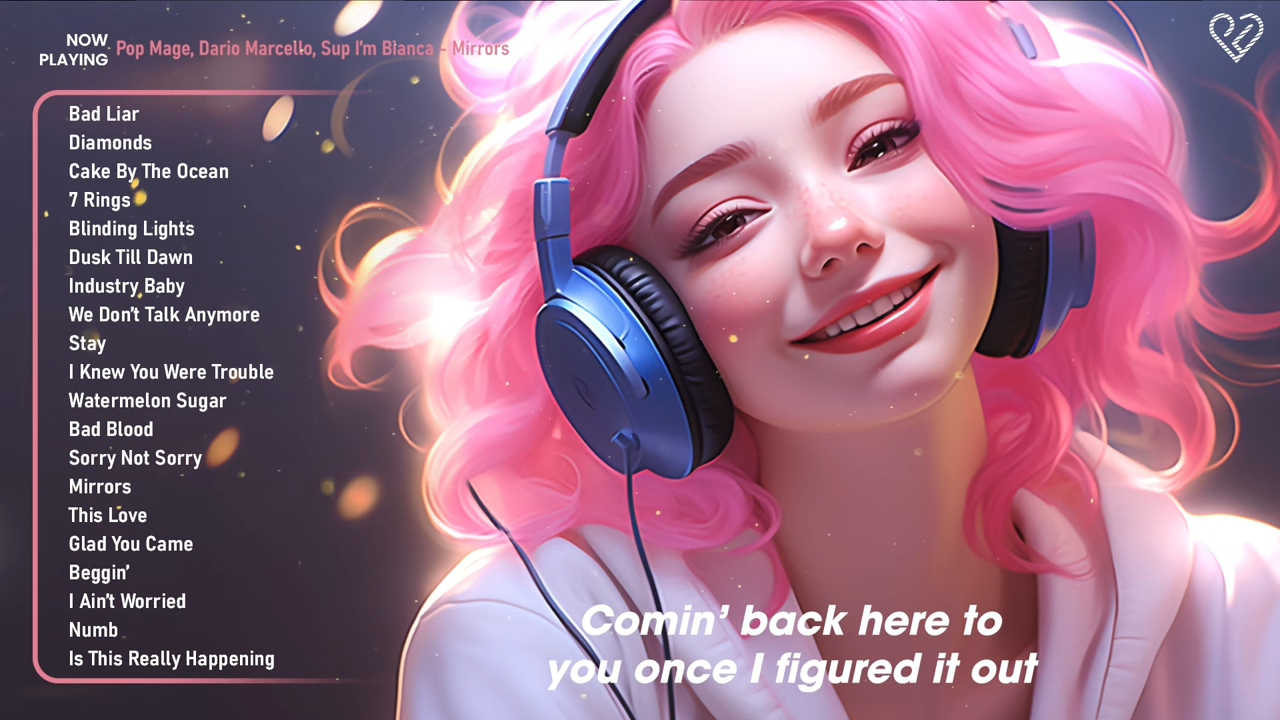 NOW
PLAYING
Pop Mage, Dario Marcello, Sup I'm Bianca - Mirrors
Bad Liar
Diamonds
Cake By The Ocean
7 Rings
Blinding Lights
Dusk Till Dawn
Industry Baby
We Don't Talk Anymore
Stay
I Knew You Were Trouble
Watermelon Sugar
Bad Blood
Sorry Not Sorry
Mirrors
This Love
Glad You Came
Beggin'
I Ain't Worried
Numb
Is This Really Happening
Comin' back here to
you once I figured it out